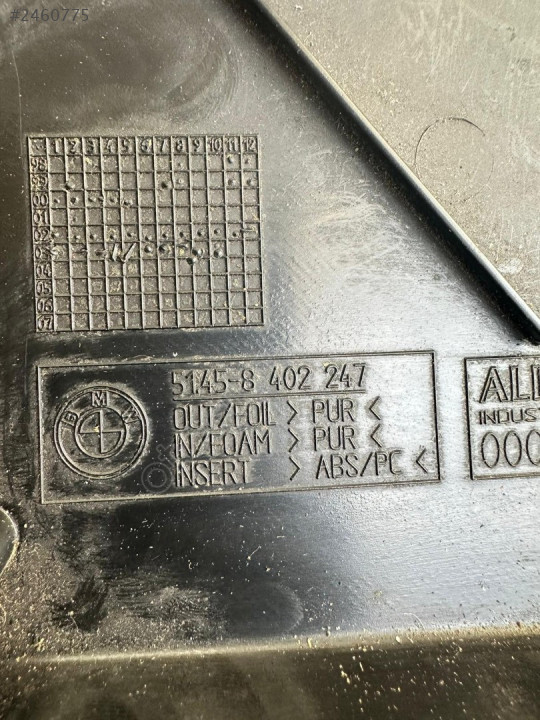 #2460775
1 2 3 4 5 6 7 8 9 10 11 12
98
99
00
01
02
03
04
05
06
07
BMW
5145-8 402 247
OUT/FOIL > PUR <
IN/FOAM > PUR <
INSERT > ABS/PC <
INDUST
000